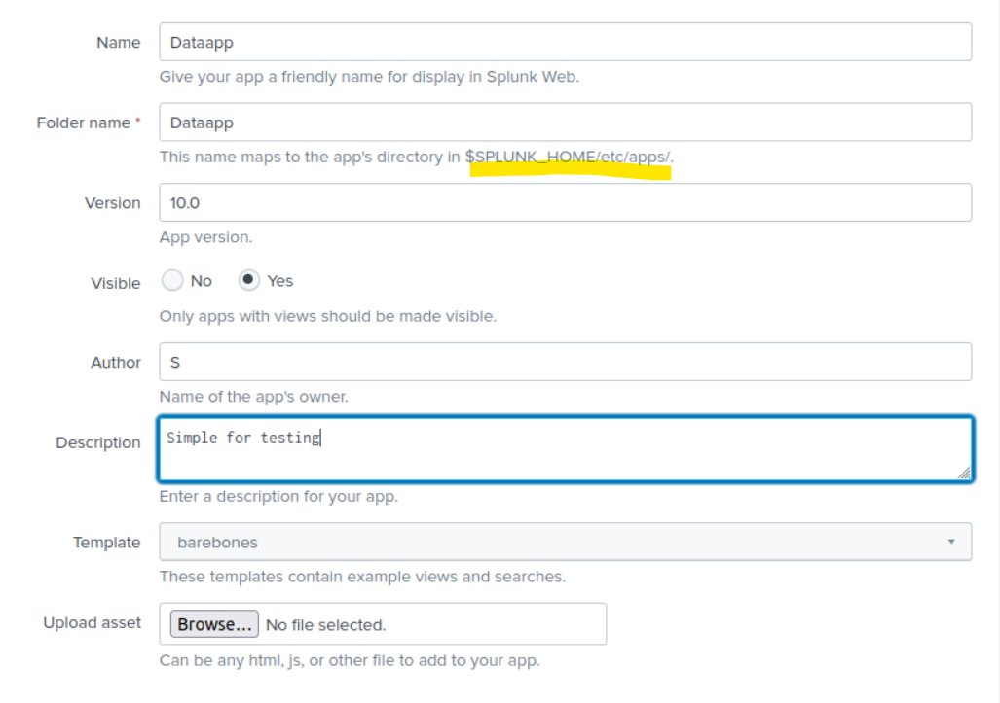 Name Dataapp
Give your app a friendly name for display in Splunk Web.
Folder name * Dataapp
This name maps to the app's directory in $SPLUNK_HOME/etc/apps/.
Version 10.0
App version.
Visible No Yes
Only apps with views should be made visible.
Author S
Name of the app's owner.
Description Simple for testing
Enter a description for your app.
Template barebones
These templates contain example views and searches.
Upload asset Browse... No file selected.
Can be any html, js, or other file to add to your app.